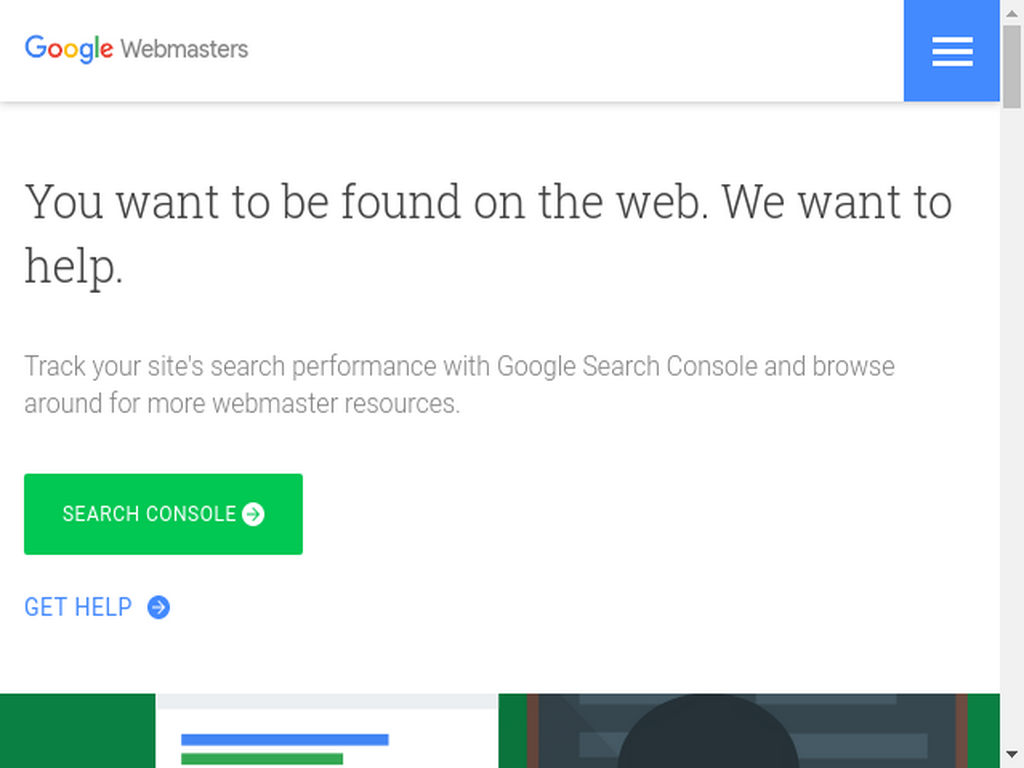 Google Webmasters
You want to be found on the web. We want to
help.
Track your site's search performance with Google Search Console and browse
around for more webmaster resources.
SEARCH CONSOLE
GET HELP